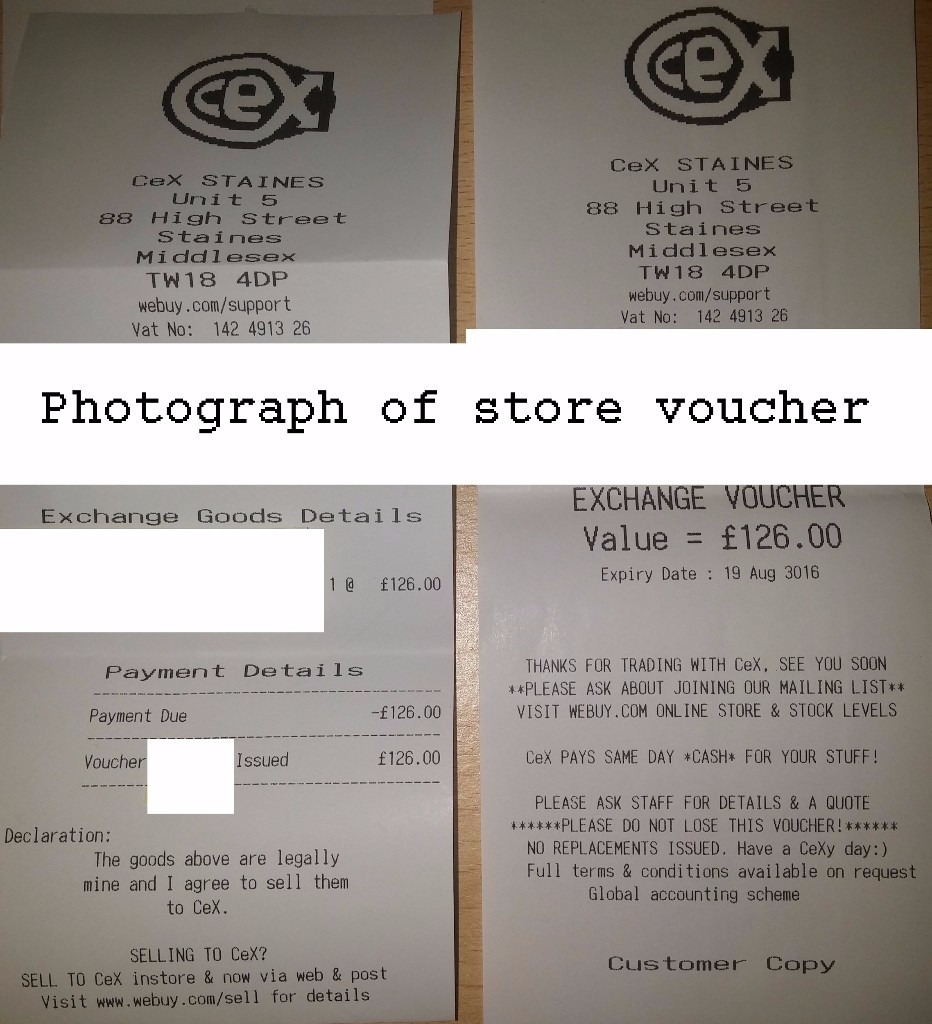 cex
CeX STAINES
Unit 5
88 High Street
Staines
Middlesex
TW18 4DP
webuy.com/support
Vat No: 142 4913 26
cex
CeX STAINES
Unit 5
88 High Street
Staines
Middlesex
TW18 4DP
webuy.com/support
Vat No: 142 4913 26
Photograph of store voucher
Exchange Goods Details
1 @ £126.00
Payment Details
Payment Due -£126.00
Voucher Issued £126.00
Declaration:
The goods above are legally
mine and I agree to sell them
to CeX.
SELLING TO CeX?
SELL TO CeX instore & now via web & post
Visit www.webuy.com/sell for details
EXCHANGE VOUCHER
Value = £126.00
Expiry Date : 19 Aug 3016
THANKS FOR TRADING WITH CeX, SEE YOU SOON
**PLEASE ASK ABOUT JOINING OUR MAILING LIST**
VISIT WEBUY.COM ONLINE STORE & STOCK LEVELS
CeX PAYS SAME DAY *CASH* FOR YOUR STUFF!
PLEASE ASK STAFF FOR DETAILS & A QUOTE
******PLEASE DO NOT LOSE THIS VOUCHER!******
NO REPLACEMENTS ISSUED. Have a CeXy day:)
Full terms & conditions available on request
Global accounting scheme
Customer Copy